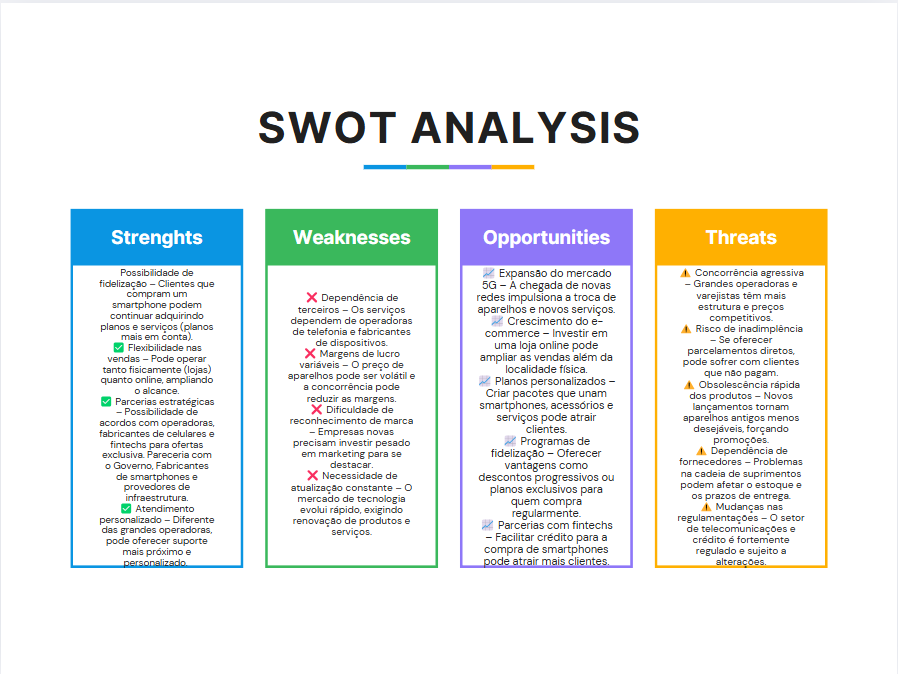 SWOT ANALYSIS
Strenghts
Possibilidade de
fidelização – Clientes que
compram um
smartphone podem
continuar adquirindo
planos e serviços (planos
mais em conta).
✅ Flexibilidade nas
vendas – Pode operar
tanto fisicamente (lojas)
quanto online, ampliando
o alcance.
✅ Parcerias estratégicas
– Possibilidade de
acordos com operadoras,
fabricantes de celulares e
fintechs para ofertas
exclusiva. Pareceria com
o Governo, Fabricantes
de smartphones e
provedores de
infraestrutura.
✅ Atendimento
personalizado – Diferente
das grandes operadoras,
pode oferecer suporte
mais próximo e
personalizado.
Weaknesses
❌ Dependência de
terceiros – Os serviços
dependem de operadoras
de telefonia e fabricantes
de dispositivos.
❌ Margens de lucro
variáveis – O preço de
aparelhos pode ser volátil e
a concorrência pode
reduzir as margens.
❌ Dificuldade de
reconhecimento de marca
– Empresas novas
precisam investir pesado
em marketing para se
destacar.
❌ Necessidade de
atualização constante – O
mercado de tecnologia
evolui rápido, exigindo
renovação de produtos e
serviços.
Opportunities
📈 Expansão do mercado
5G – A chegada de novas
redes impulsiona a troca de
aparelhos e novos serviços.
📈 Crescimento do e-
commerce – Investir em
uma loja online pode
ampliar as vendas além da
localidade física.
📈 Planos personalizados –
Criar pacotes que unam
smartphones, acessórios e
serviços pode atrair
clientes.
📈 Programas de
fidelização – Oferecer
vantagens como
descontos progressivos ou
planos exclusivos para
quem compra
regularmente.
📈 Parcerias com fintechs
– Facilitar crédito para a
compra de smartphones
pode atrair mais clientes.
Threats
⚠️ Concorrência agressiva
– Grandes operadoras e
varejistas têm mais
estrutura e preços
competitivos.
⚠️ Risco de inadimplência
– Se oferecer
parcelamentos diretos,
pode sofrer com clientes
que não pagam.
⚠️ Obsolescência rápida
dos produtos – Novos
lançamentos tornam
aparelhos antigos menos
desejáveis, forçando
promoções.
⚠️ Dependência de
fornecedores – Problemas
na cadeia de suprimentos
podem afetar o estoque e
os prazos de entrega.
⚠️ Mudanças nas
regulamentações – O setor
de telecomunicações e
crédito é fortemente
regulado e sujeito a
alterações.